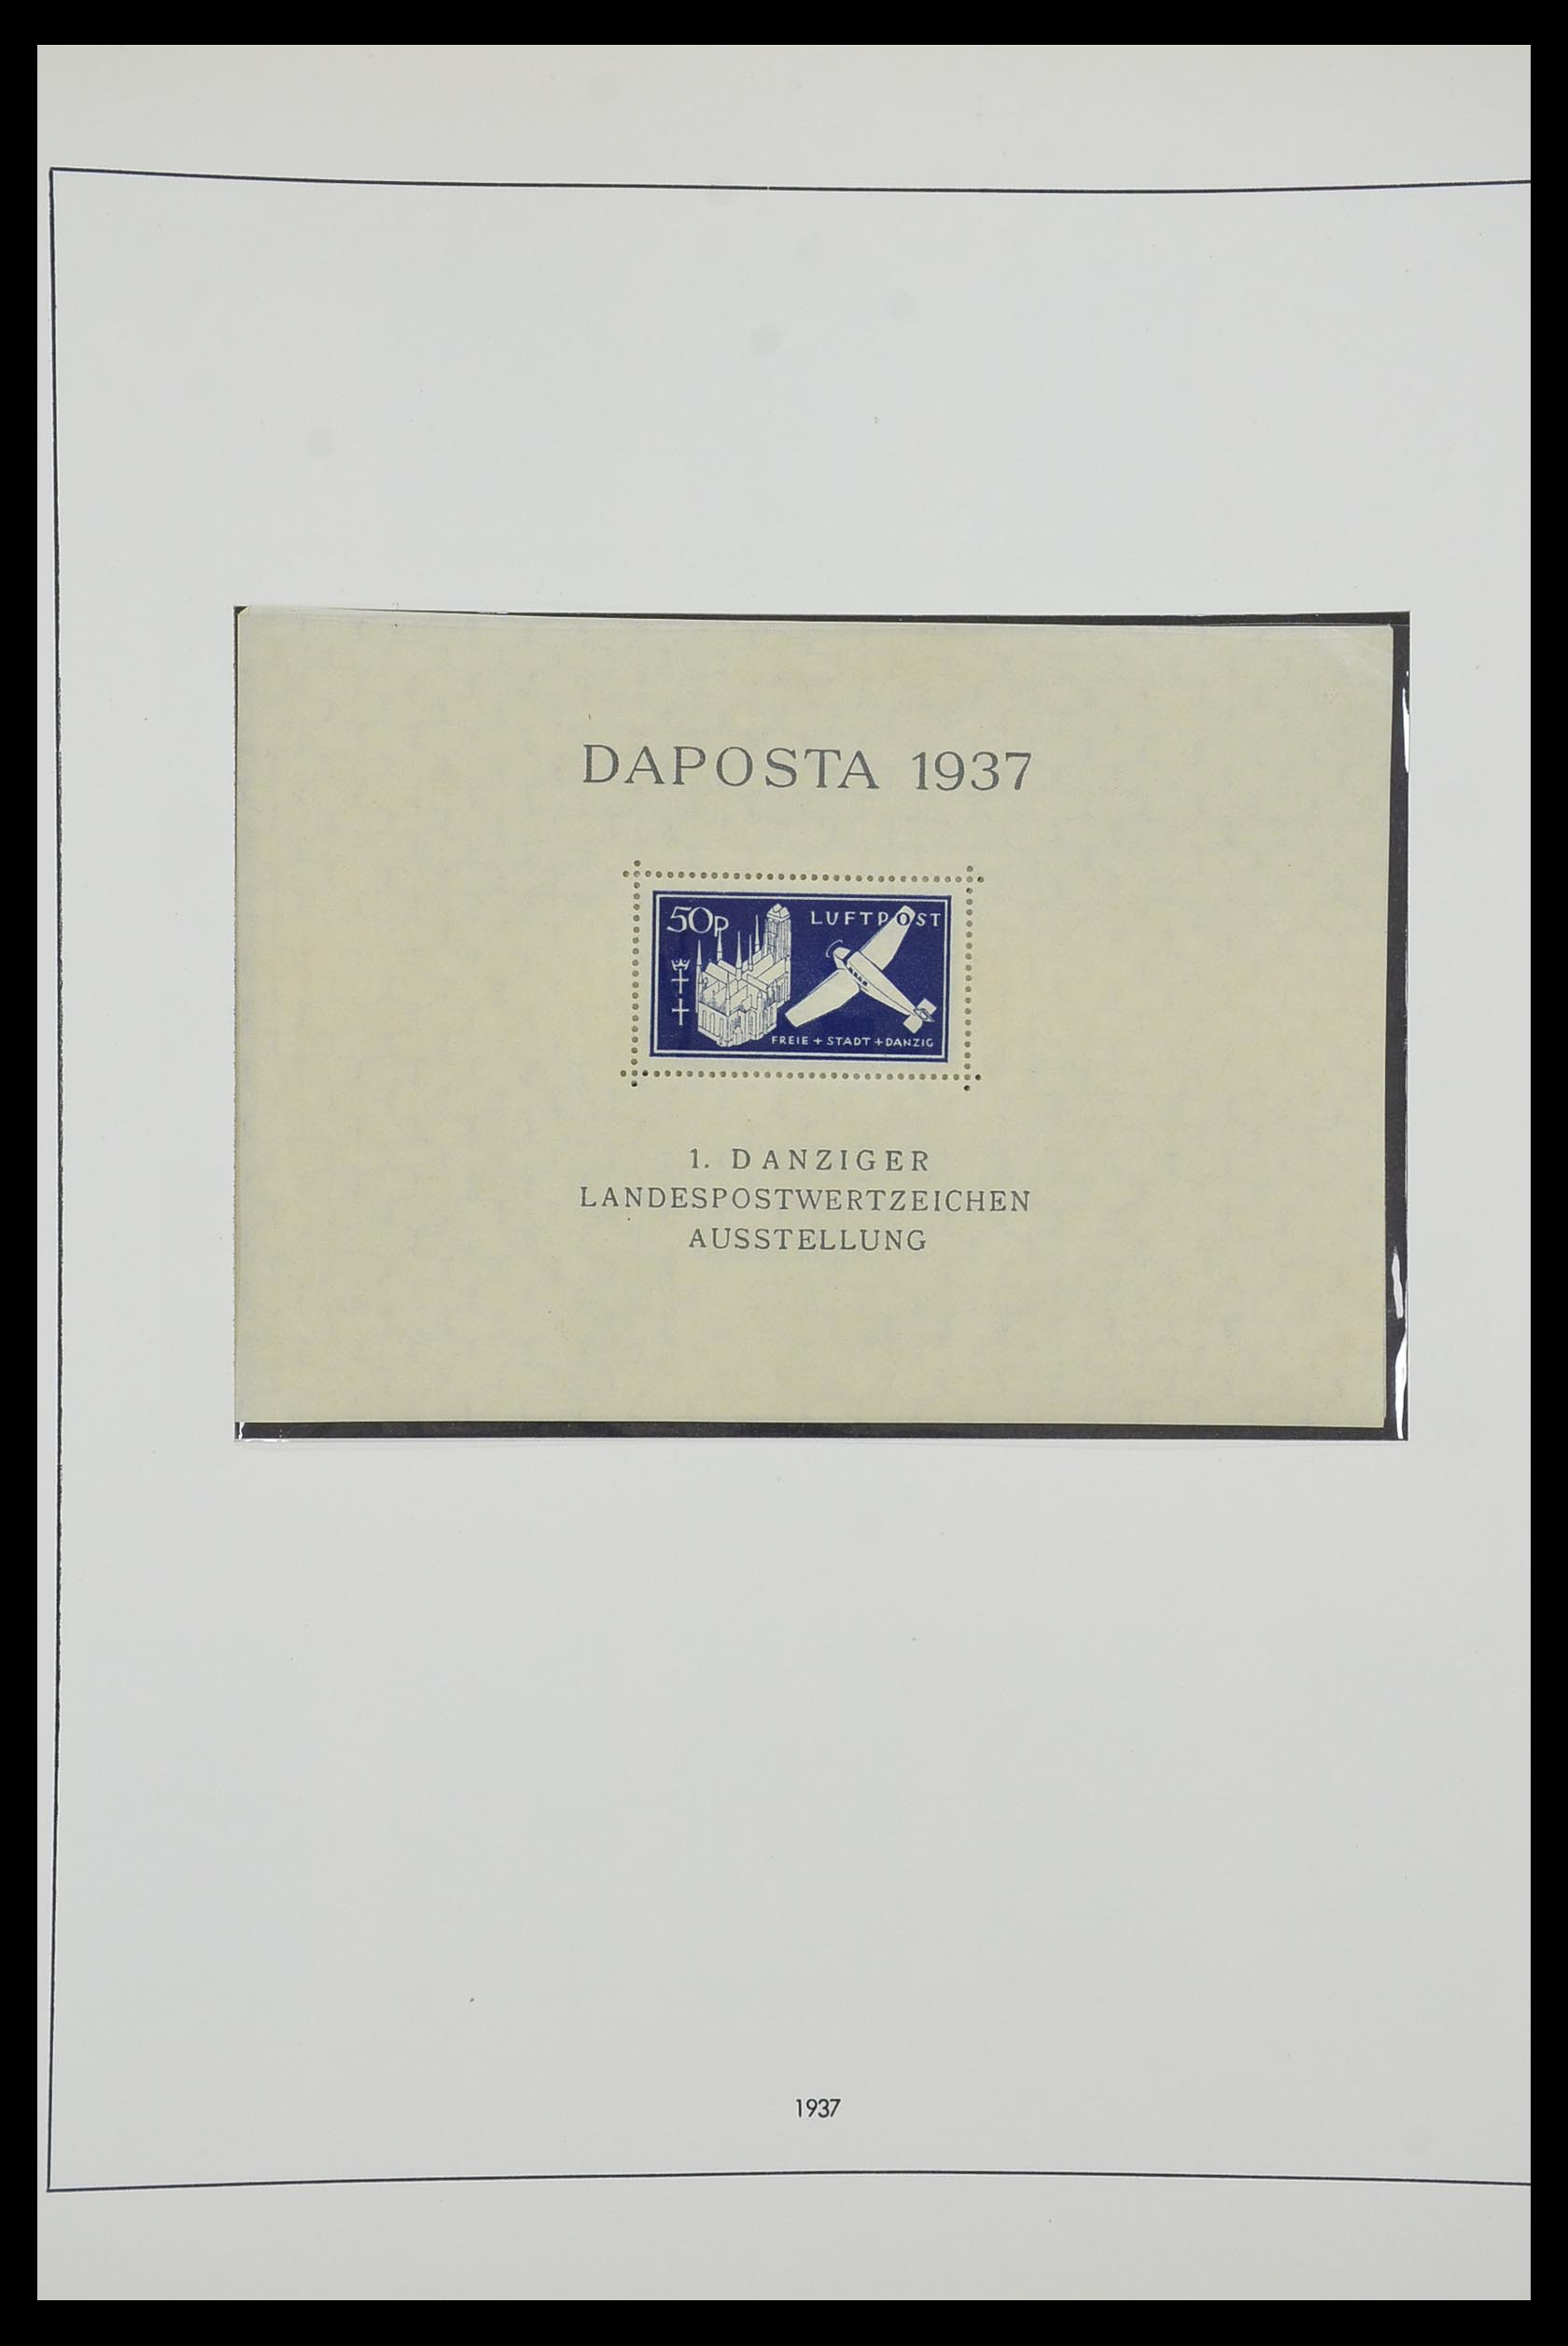 DAPOSTA 1937
50p LUFTPOST
FREIE + STADT + DANZIG
1. DANZIGER
LANDESPOSTWERTZEICHEN
AUSSTELLUNG
1937